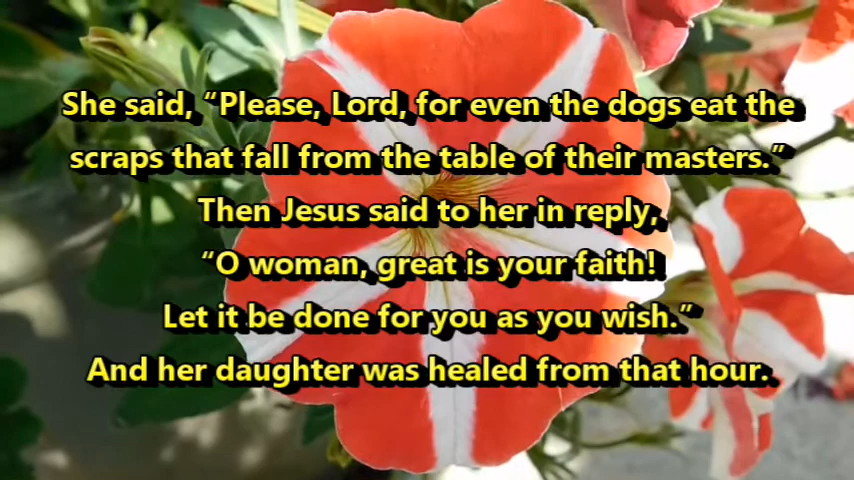 She said, “Please, Lord, for even the dogs eat the
scraps that fall from the table of their masters.”
Then Jesus said to her in reply,
“O woman, great is your faith!
Let it be done for you as you wish.”
And her daughter was healed from that hour.